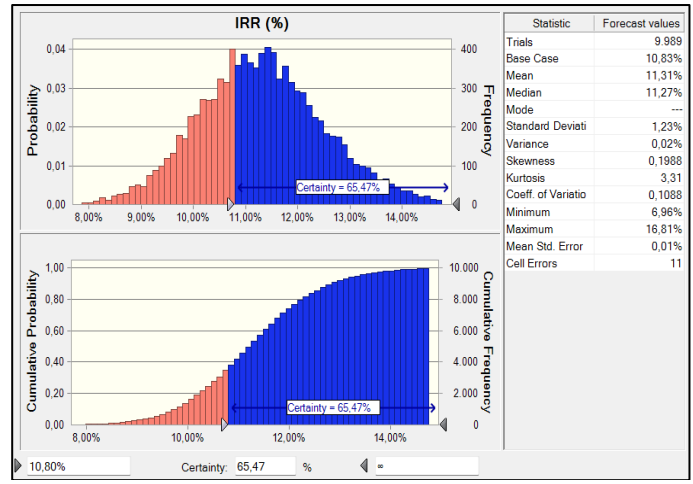 IRR (%)
0,04
0,03
0,02
0,01
0,00
Probability
400
300
200
100
0
Frequency
Certainty = 65,47%
8,00% 9,00% 10,00% 11,00% 12,00% 13,00% 14,00%
1,00
0,80
0,60
0,40
0,20
0,00
Cumulative Probability
10.000
8.000
6.000
4.000
2.000
0
Cumulative Frequency
Certainty = 65,47%
8,00% 10,00% 12,00% 14,00%
10,80% Certainty: 65,47 % ∞
Statistic Forecast values
Trials 9.989
Base Case 10,83%
Mean 11,31%
Median 11,27%
Mode ---
Standard Deviati 1,23%
Variance 0,02%
Skewness 0,1988
Kurtosis 3,31
Coeff. of Variatio 0,1088
Minimum 6,96%
Maximum 16,81%
Mean Std. Error 0,01%
Cell Errors 11